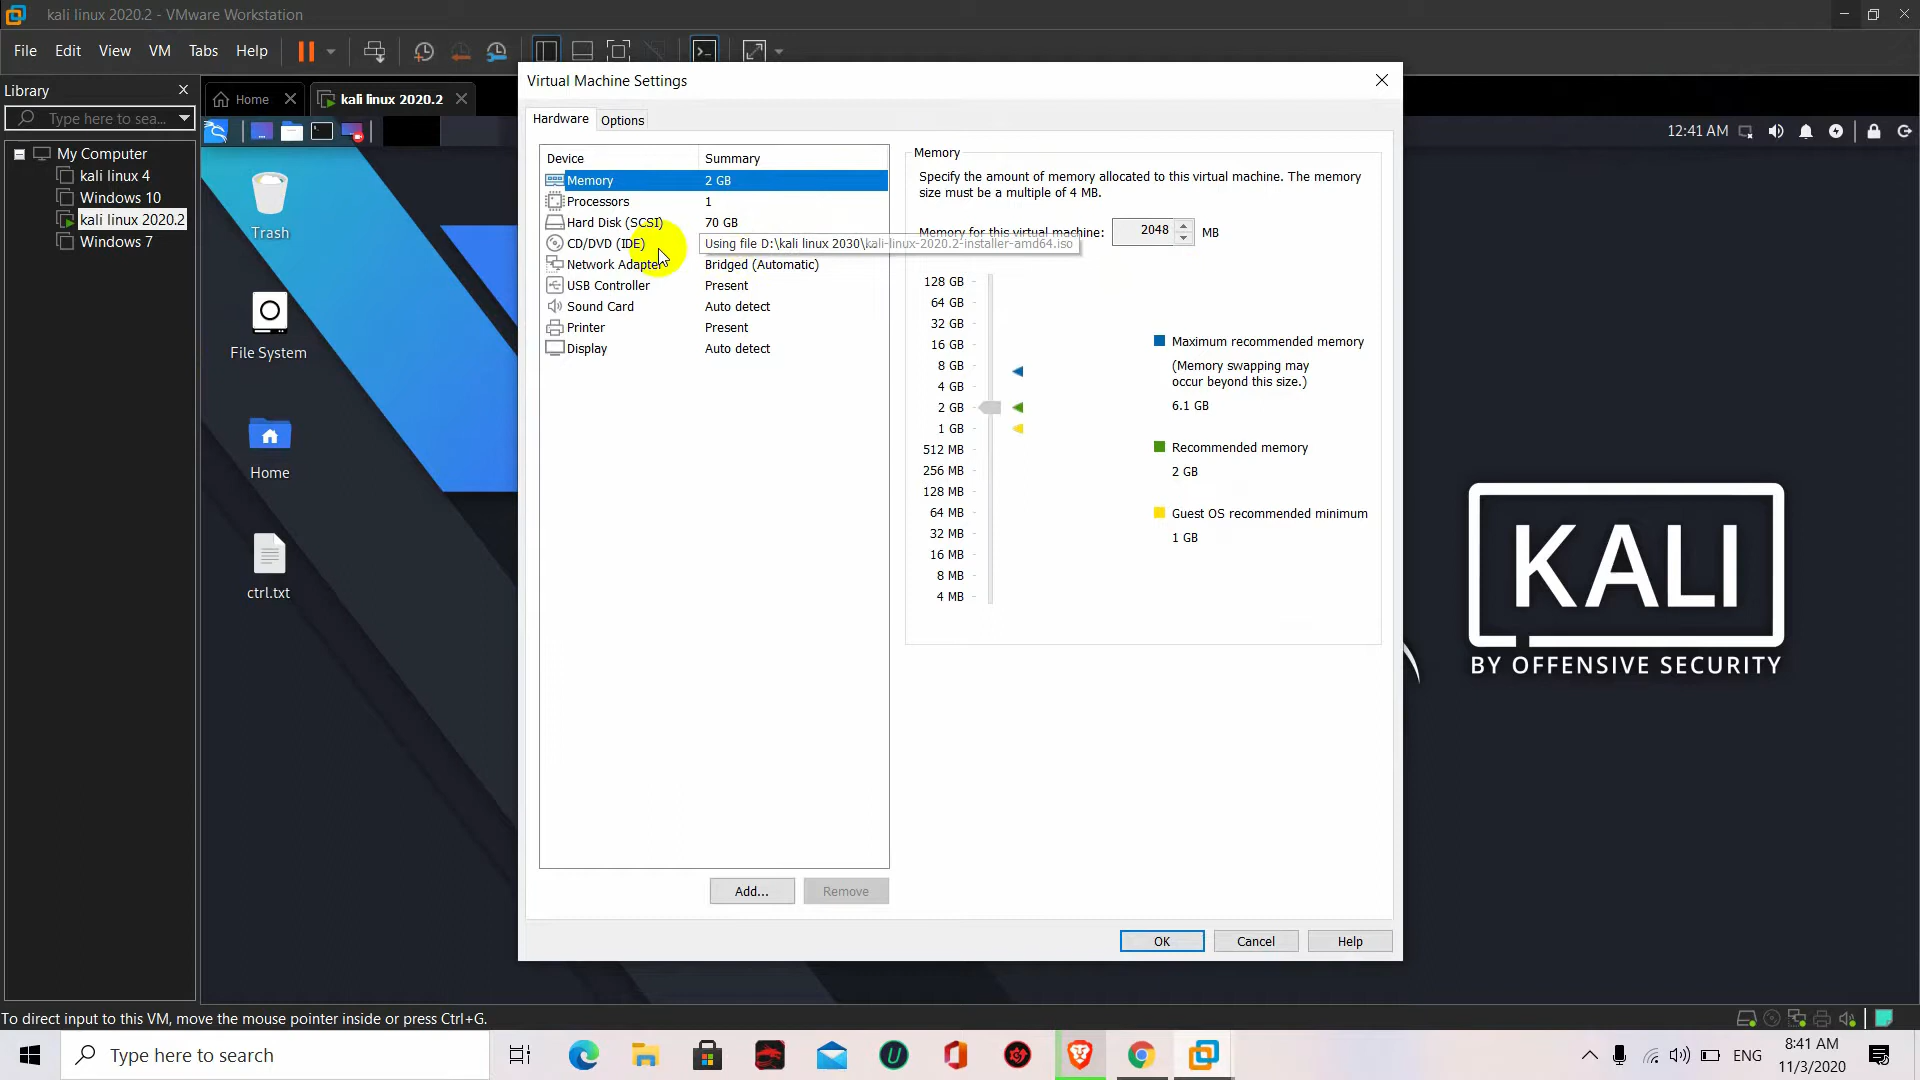 kali linux 2020.2 - VMware Workstation
File Edit View VM Tabs Help
Library
Type here to sea...
My Computer
kali linux 4
Windows 10
kali linux 2020.2
Windows 7
Home
kali linux 2020.2
12:41 AM
Trash
File System
Home
ctrl.txt
Virtual Machine Settings
Hardware Options
Device Summary
Memory 2 GB
Processors 1
Hard Disk (SCSI) 70 GB
CD/DVD (IDE) Using file D:\kali linux 2030\kali-linux-2020.2-installer-amd64.iso
Network Adapter Bridged (Automatic)
USB Controller Present
Sound Card Auto detect
Printer Present
Display Auto detect
Add... Remove
Memory
Specify the amount of memory allocated to this virtual machine. The memory
size must be a multiple of 4 MB.
Memory for this virtual machine: 2048 MB
128 GB
64 GB
32 GB
16 GB
8 GB
4 GB
2 GB
1 GB
512 MB
256 MB
128 MB
64 MB
32 MB
16 MB
8 MB
4 MB
Maximum recommended memory
(Memory swapping may
occur beyond this size.)
6.1 GB
Recommended memory
2 GB
Guest OS recommended minimum
1 GB
OK Cancel Help
KALI
BY OFFENSIVE SECURITY
To direct input to this VM, move the mouse pointer inside or press Ctrl+G.
Type here to search
ENG
8:41 AM
11/3/2020